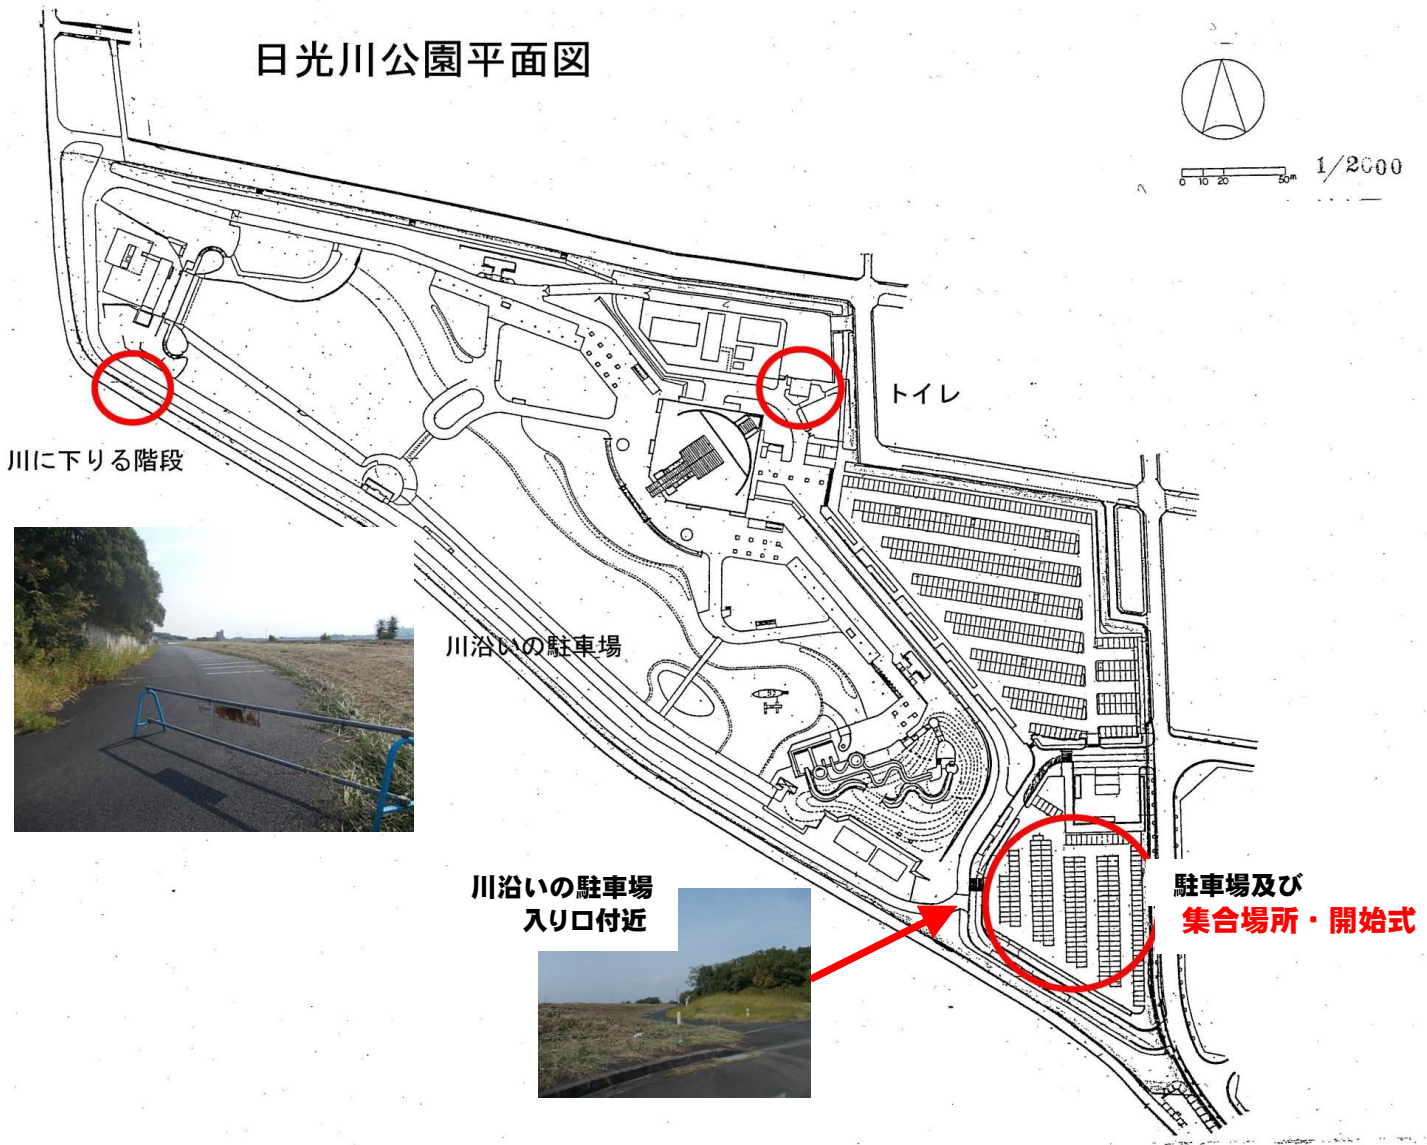 日光川公園平面図
1/2000
0 10 20 50m
トイレ
川に下りる階段
川沿いの駐車場
川沿いの駐車場
入り口付近
駐車場及び
集合場所・開始式